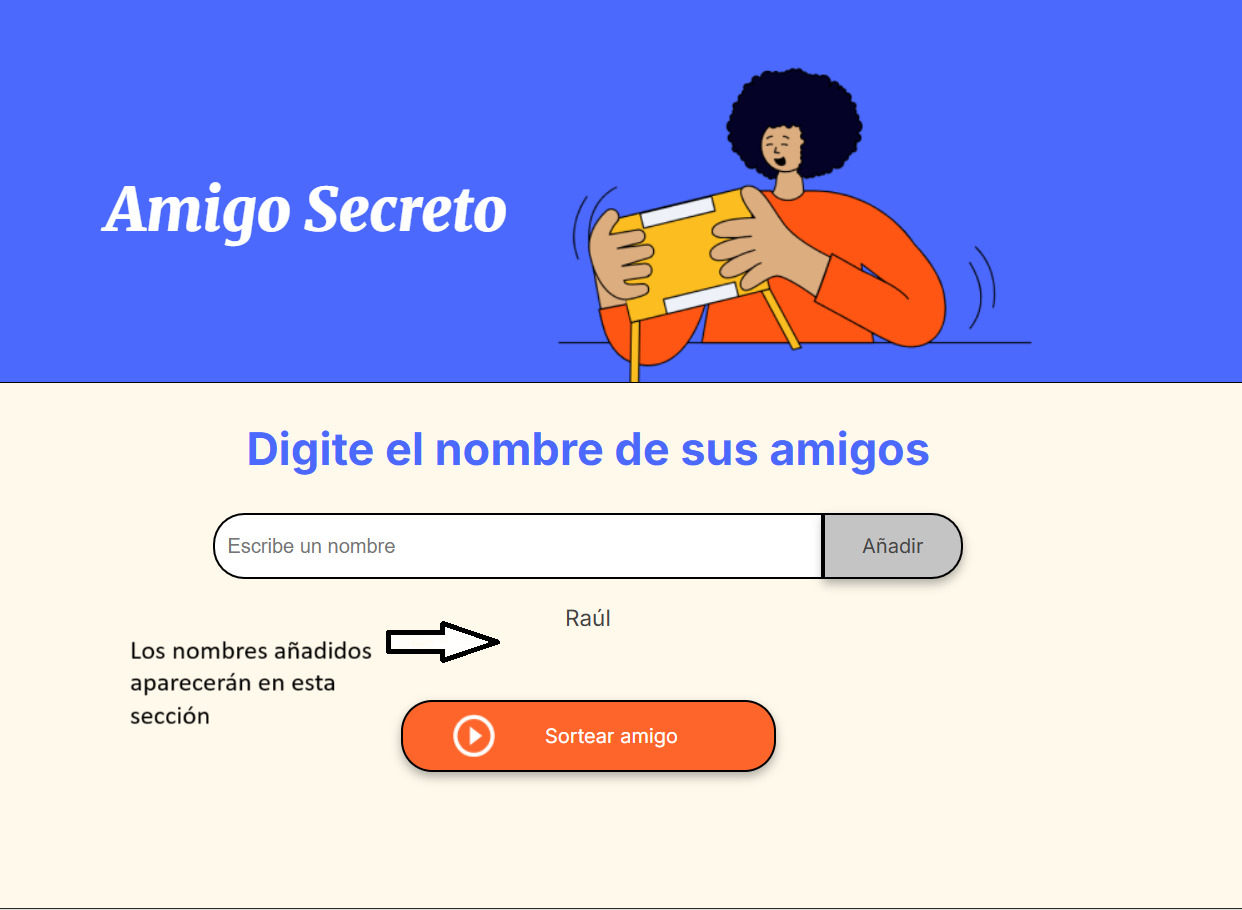 Amigo Secreto
Digite el nombre de sus amigos
Escribe un nombre
Añadir
Raúl
Los nombres añadidos
aparecerán en esta
sección
Sortear amigo